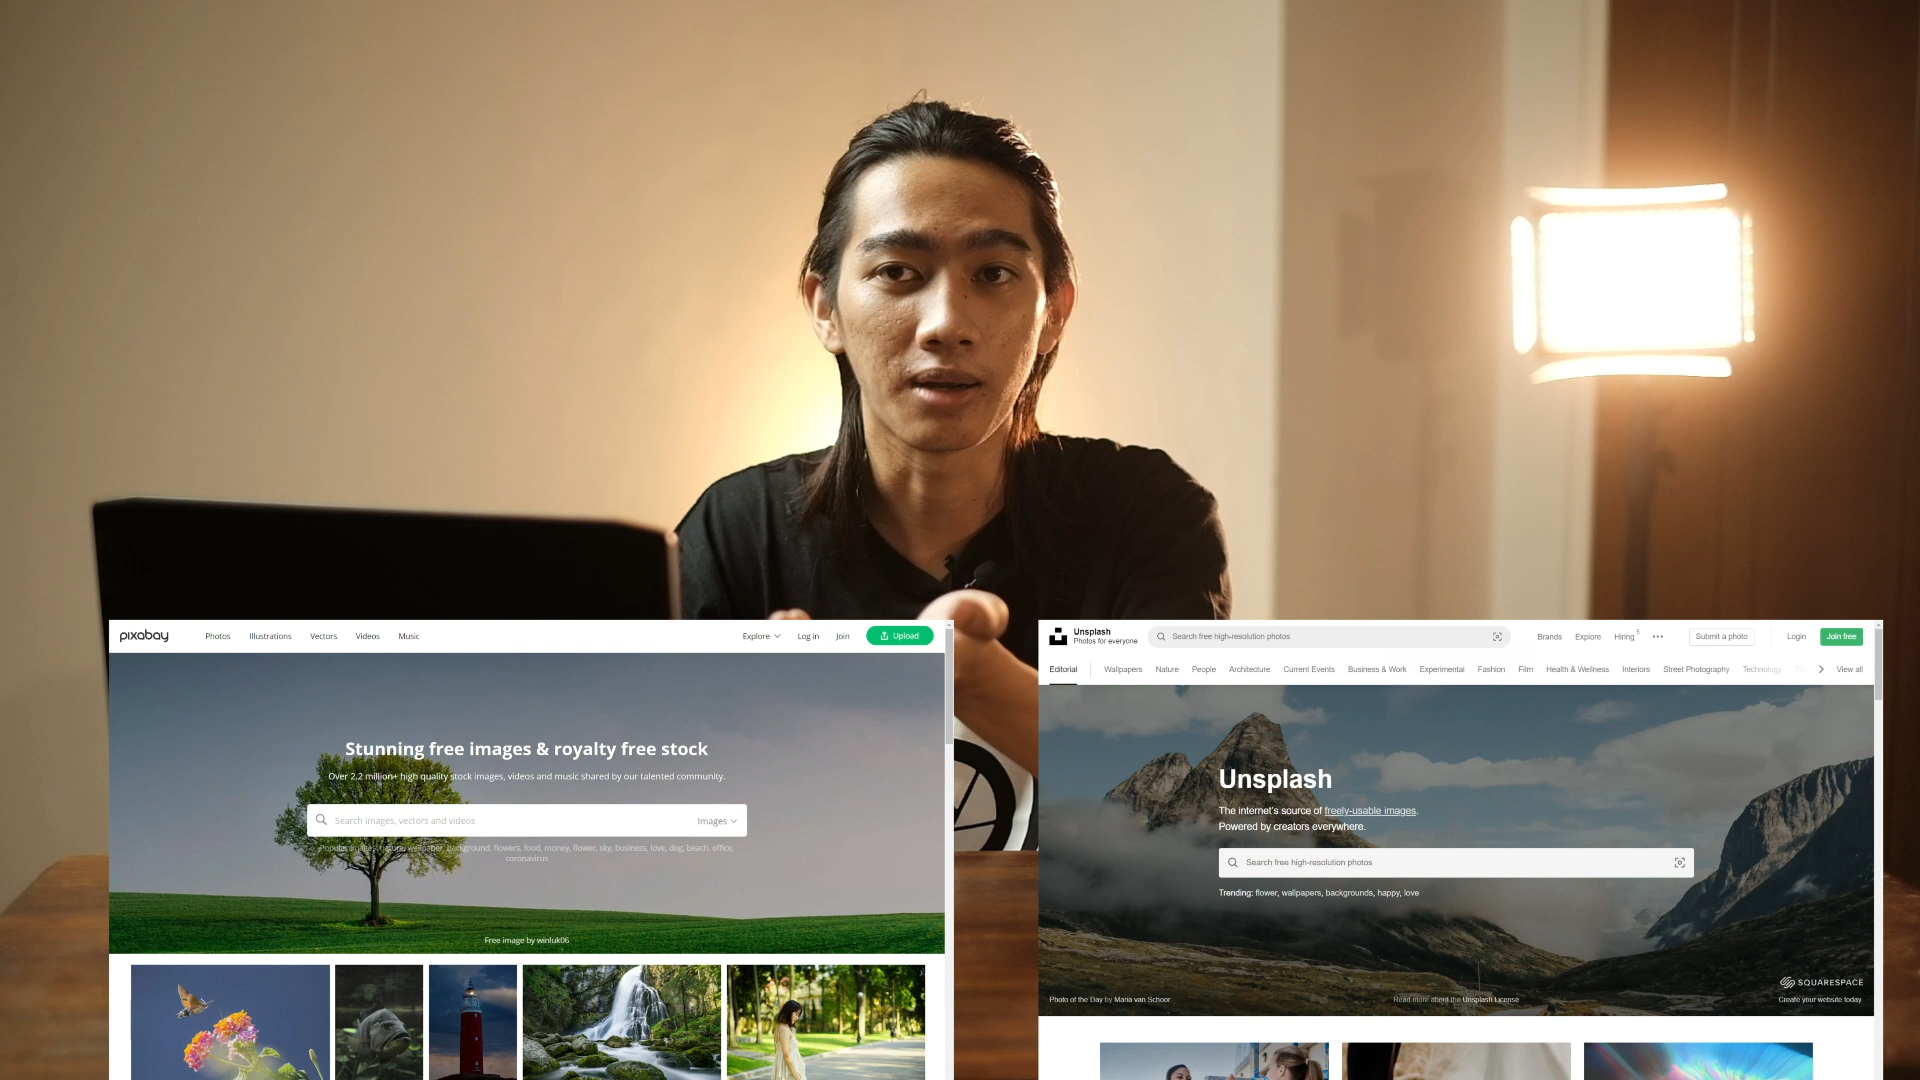 pixabay
Photos Illustrations Vectors Videos Music
Explore Log in Join Upload
Stunning free images & royalty free stock
Over 2.2 million+ high quality stock images, videos and music shared by our talented community.
Search images, vectors and videos Images
Popular images: nature, wallpaper, background, flowers, food, money, flower, sky, business, love, dog, beach, office,
coronavirus
Free image by winluk06
Unsplash
Photos for everyone
Search free high-resolution photos
Brands Explore Hiring 5 Submit a photo Login Join free
Editorial Wallpapers Nature People Architecture Current Events Business & Work Experimental Fashion Film Health & Wellness Interiors Street Photography Technology View all
Unsplash
The internet's source of freely-usable images.
Powered by creators everywhere.
Search free high-resolution photos
Trending: flower, wallpapers, backgrounds, happy, love
SQUARESPACE
Photo of the Day by Maria van Schoor Read more about the Unsplash License Create your website today